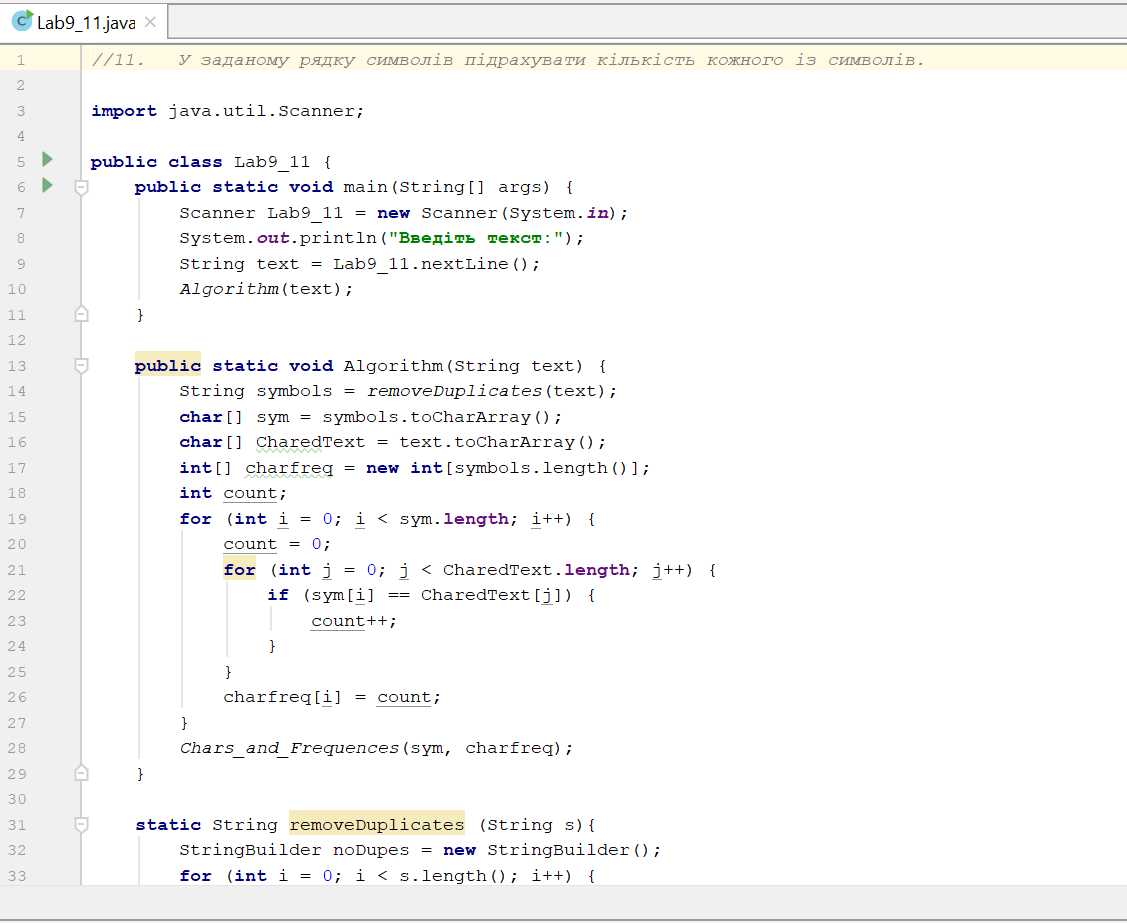 Lab9_11.java
1 //11.   У заданому рядку символів підрахувати кількість кожного із символів.
2
3 import java.util.Scanner;
4
5 public class Lab9_11 {
6     public static void main(String[] args) {
7         Scanner Lab9_11 = new Scanner(System.in);
8         System.out.println("Введіть текст:");
9         String text = Lab9_11.nextLine();
10         Algorithm(text);
11     }
12
13     public static void Algorithm(String text) {
14         String symbols = removeDuplicates(text);
15         char[] sym = symbols.toCharArray();
16         char[] CharedText = text.toCharArray();
17         int[] charfreq = new int[symbols.length()];
18         int count;
19         for (int i = 0; i < sym.length; i++) {
20             count = 0;
21             for (int j = 0; j < CharedText.length; j++) {
22                 if (sym[i] == CharedText[j]) {
23                     count++;
24                 }
25             }
26             charfreq[i] = count;
27         }
28         Chars_and_Frequences(sym, charfreq);
29     }
30
31     static String removeDuplicates (String s){
32         StringBuilder noDupes = new StringBuilder();
33         for (int i = 0; i < s.length(); i++) {